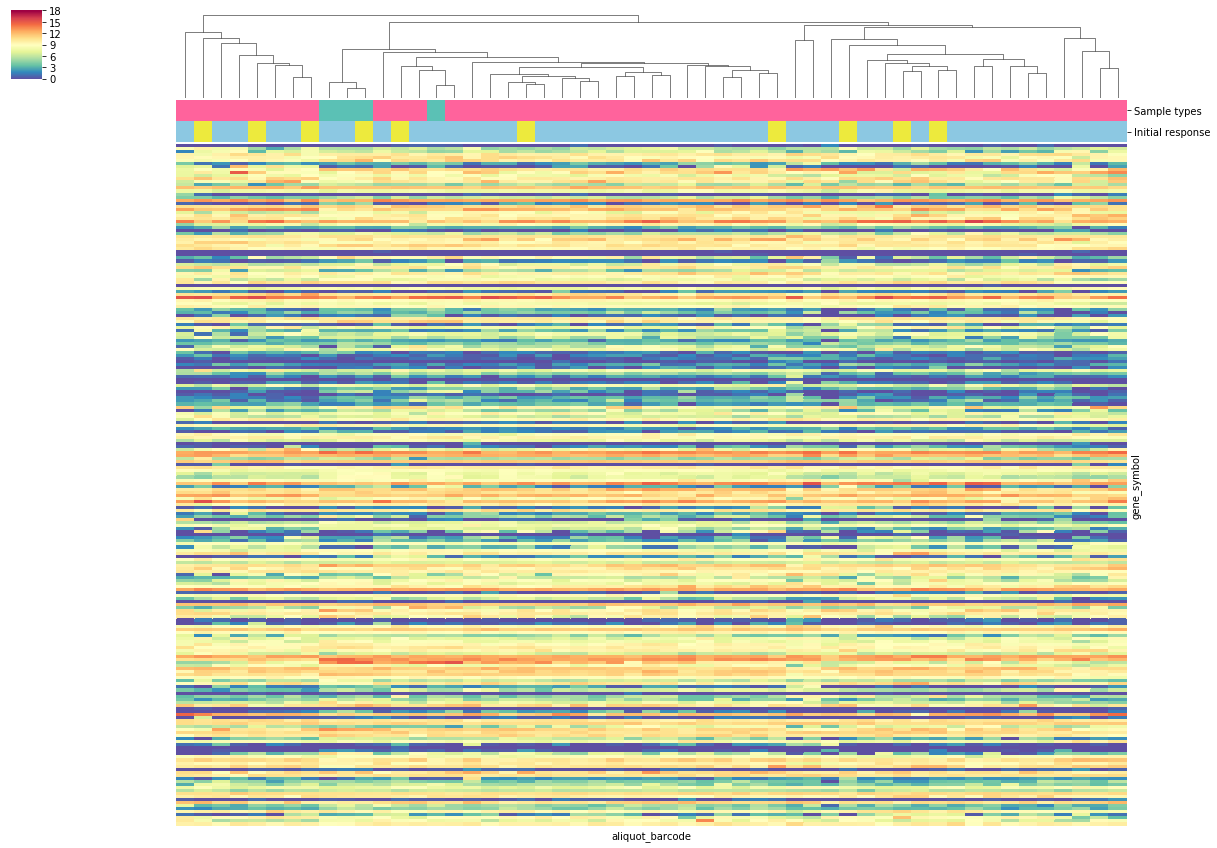 18
15
12
9
6
3
0
Sample types
Initial response
gene_symbol
aliquot_barcode